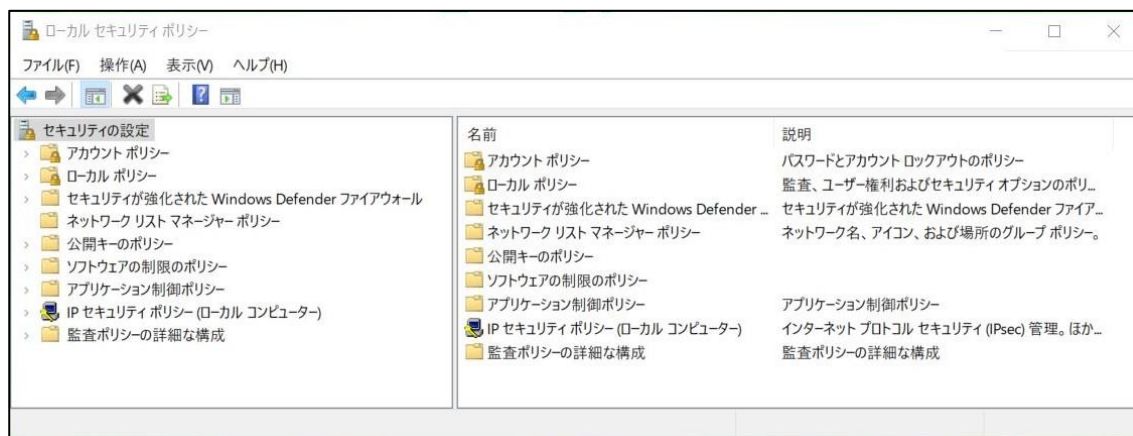 ローカル セキュリティ ポリシー
ファイル(F) 操作(A) 表示(V) ヘルプ(H)
セキュリティの設定
アカウント ポリシー
ローカル ポリシー
セキュリティが強化された Windows Defender ファイアウォール
ネットワーク リスト マネージャー ポリシー
公開キーのポリシー
ソフトウェアの制限のポリシー
アプリケーション制御ポリシー
IP セキュリティ ポリシー (ローカル コンピューター)
監査ポリシーの詳細な構成
名前 説明
アカウント ポリシー パスワードとアカウント ロックアウトのポリシー
ローカル ポリシー 監査、ユーザー権利およびセキュリティ オプションのポリ...
セキュリティが強化された Windows Defender ... セキュリティが強化された Windows Defender ファイア...
ネットワーク リスト マネージャー ポリシー ネットワーク名、アイコン、および場所のグループ ポリシー。
公開キーのポリシー
ソフトウェアの制限のポリシー
アプリケーション制御ポリシー アプリケーション制御ポリシー
IP セキュリティ ポリシー (ローカル コンピューター) インターネット プロトコル セキュリティ (IPsec) 管理。ほか...
監査ポリシーの詳細な構成 監査ポリシーの詳細な構成